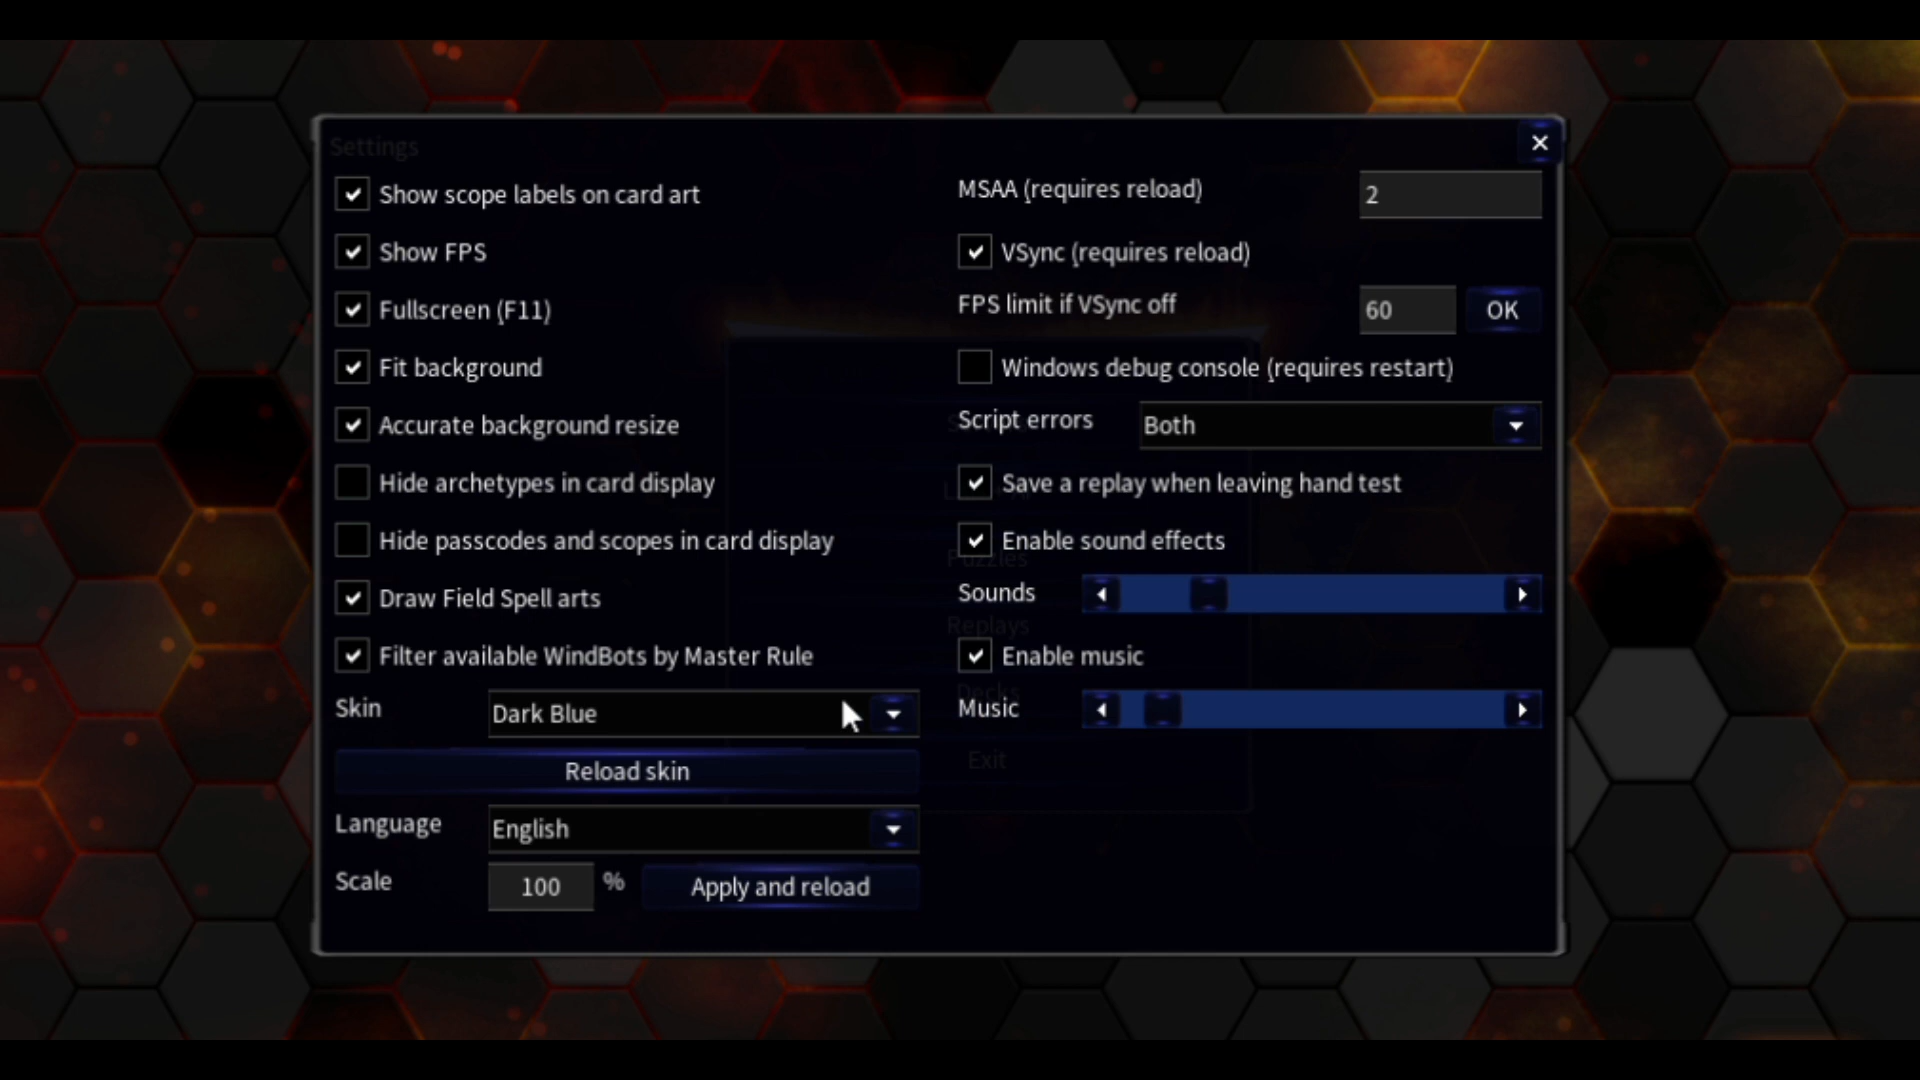 Settings
Show scope labels on card art
Show FPS
Fullscreen (F11)
Fit background
Accurate background resize
Hide archetypes in card display
Hide passcodes and scopes in card display
Draw Field Spell arts
Filter available WindBots by Master Rule
Skin Dark Blue
Reload skin
Language English
Scale 100 % Apply and reload
MSAA (requires reload) 2
VSync (requires reload)
FPS limit if VSync off 60 OK
Windows debug console (requires restart)
Script errors Both
Save a replay when leaving hand test
Enable sound effects
Puzzles
Sounds
Replays
Enable music
Decks
Music
Exit